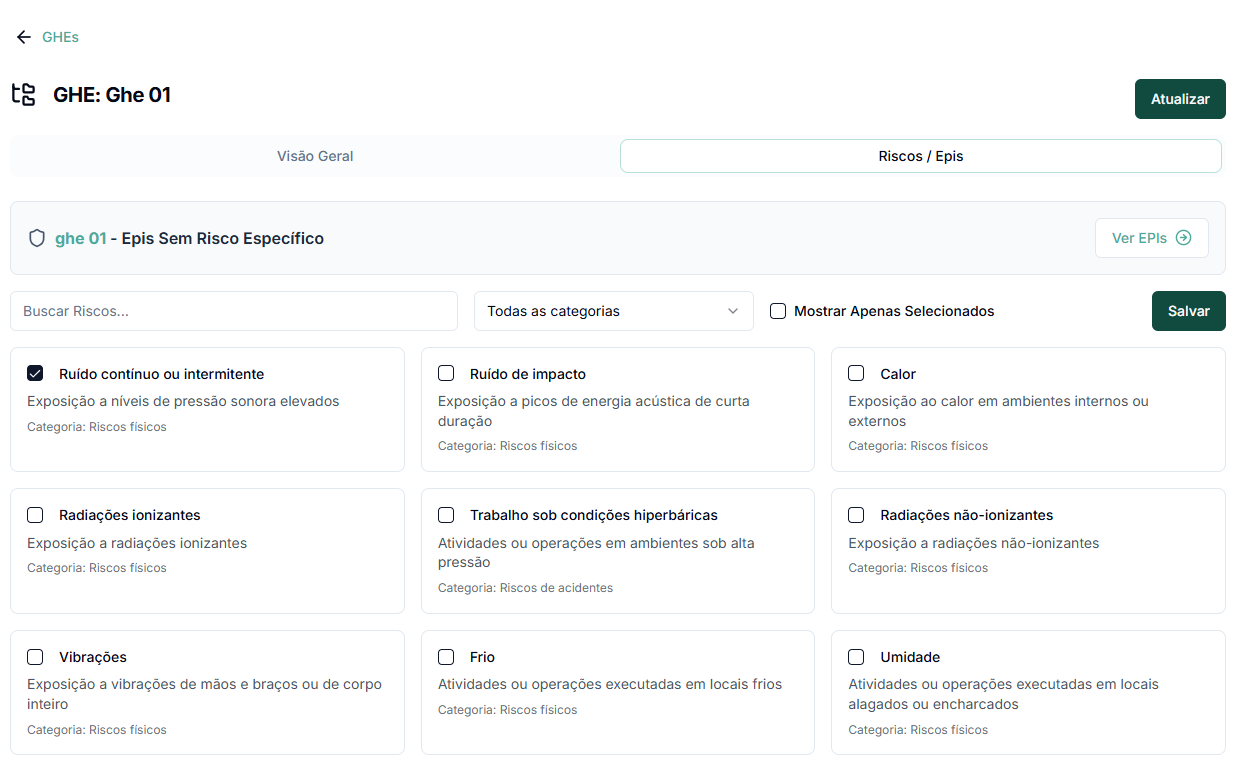 GHEs
GHE: Ghe 01
Atualizar
Visão Geral
Riscos / Epis
ghe 01 - Epis Sem Risco Específico
Ver EPIs
Buscar Riscos...
Todas as categorias
Mostrar Apenas Selecionados
Salvar
Ruído contínuo ou intermitente
Exposição a níveis de pressão sonora elevados
Categoria: Riscos físicos
Ruído de impacto
Exposição a picos de energia acústica de curta
duração
Categoria: Riscos físicos
Calor
Exposição ao calor em ambientes internos ou
externos
Categoria: Riscos físicos
Radiações ionizantes
Exposição a radiações ionizantes
Categoria: Riscos físicos
Trabalho sob condições hiperbáricas
Atividades ou operações em ambientes sob alta
pressão
Categoria: Riscos de acidentes
Radiações não-ionizantes
Exposição a radiações não-ionizantes
Categoria: Riscos físicos
Vibrações
Exposição a vibrações de mãos e braços ou de corpo
inteiro
Categoria: Riscos físicos
Frio
Atividades ou operações executadas em locais frios
Categoria: Riscos físicos
Umidade
Atividades ou operações executadas em locais
alagados ou encharcados
Categoria: Riscos físicos